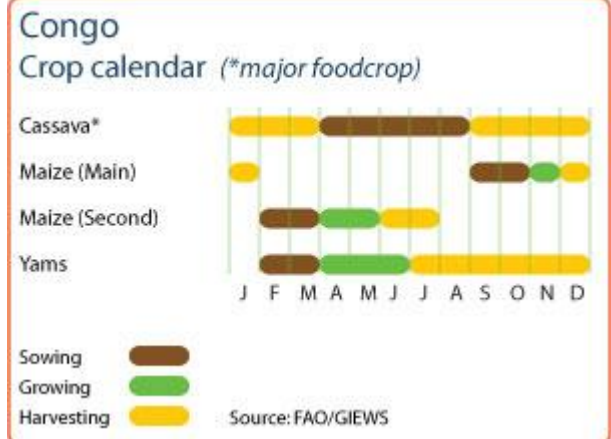 Congo
Crop calendar (*major foodcrop)
Cassava*
Maize (Main)
Maize (Second)
Yams
J F M A M J J A S O N D
Sowing
Growing
Harvesting
Source: FAO/GIEWS